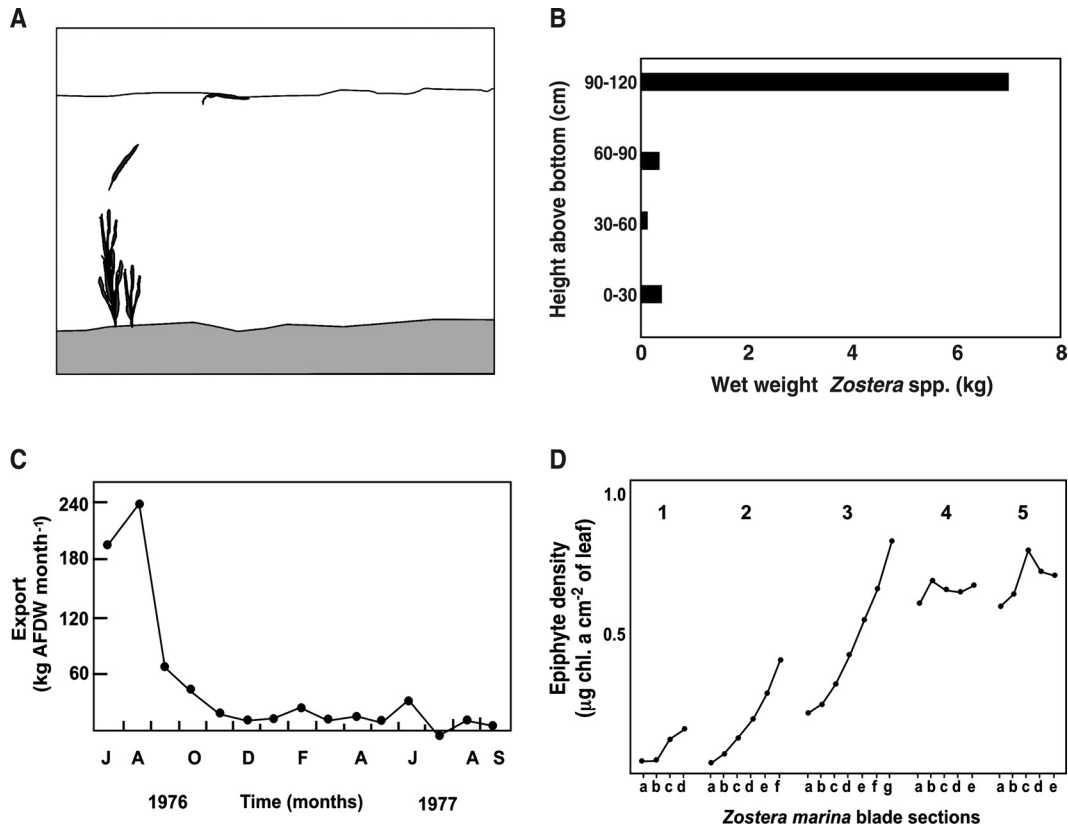 A
B
Height above bottom (cm)
90-120
60-90
30-60
0-30
0 2 4 6 8
Wet weight Zostera spp. (kg)
C
Export
(kg AFDW month-1)
240
180
120
60
J A O D F A J A S
1976 Time (months) 1977
D
Epiphyte density
(μg chl. a cm-2 of leaf)
1.0
0.5
1 2 3 4 5
a b c d a b c d e f a b c d e f g a b c d e a b c d e
Zostera marina blade sections